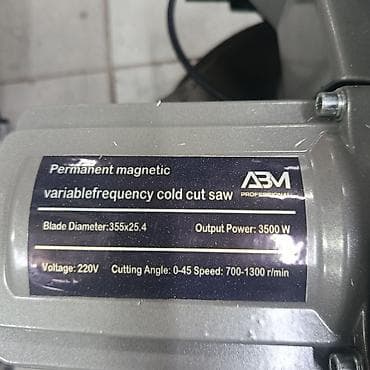 Permanent magnetic
variablefrequency cold cut saw
ABM
PROFESSIONAL
Blade Diameter:355x25.4 Output Power: 3500 W
Voltage: 220V Cutting Angle: 0-45 Speed: 700-1300 r/min